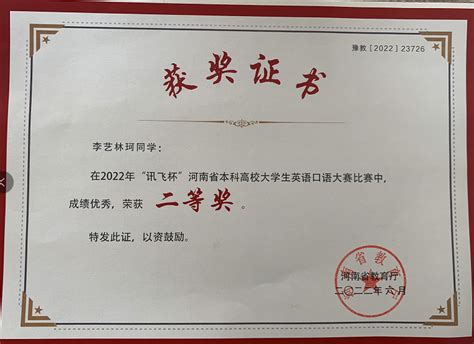 豫教［2022］23726
获奖证书
李艺林珂同学：
在2022年“讯飞杯”河南省本科高校大学生英语口语大赛比赛中，
成绩优秀，荣获 二等奖。
特发此证，以资鼓励。
河南省教育厅
二〇二二年六月